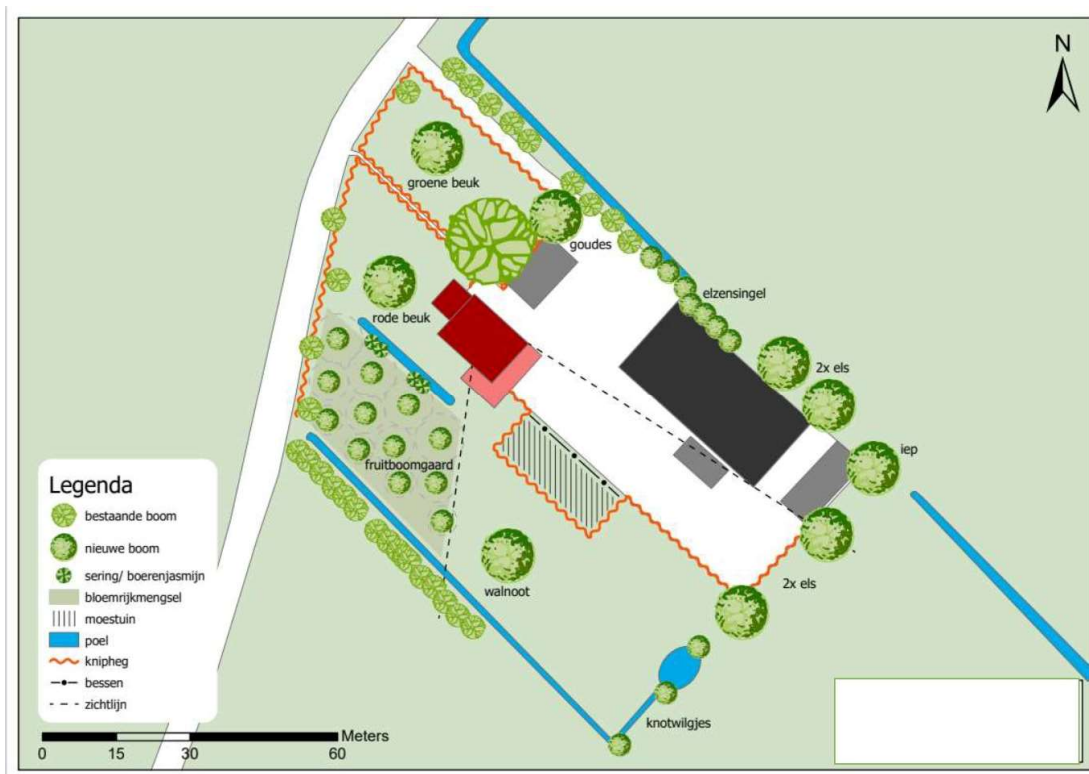 N
groene beuk
goudes
elzensingel
rode beuk
2x els
iep
fruitboomgaard
walnoot
2x els
knotwilgjes
Legenda
bestaande boom
nieuwe boom
sering/ boerenjasmijn
bloemrijkmengsel
moestuin
poel
knipheg
bessen
zichtlijn
Meters
0 15 30 60